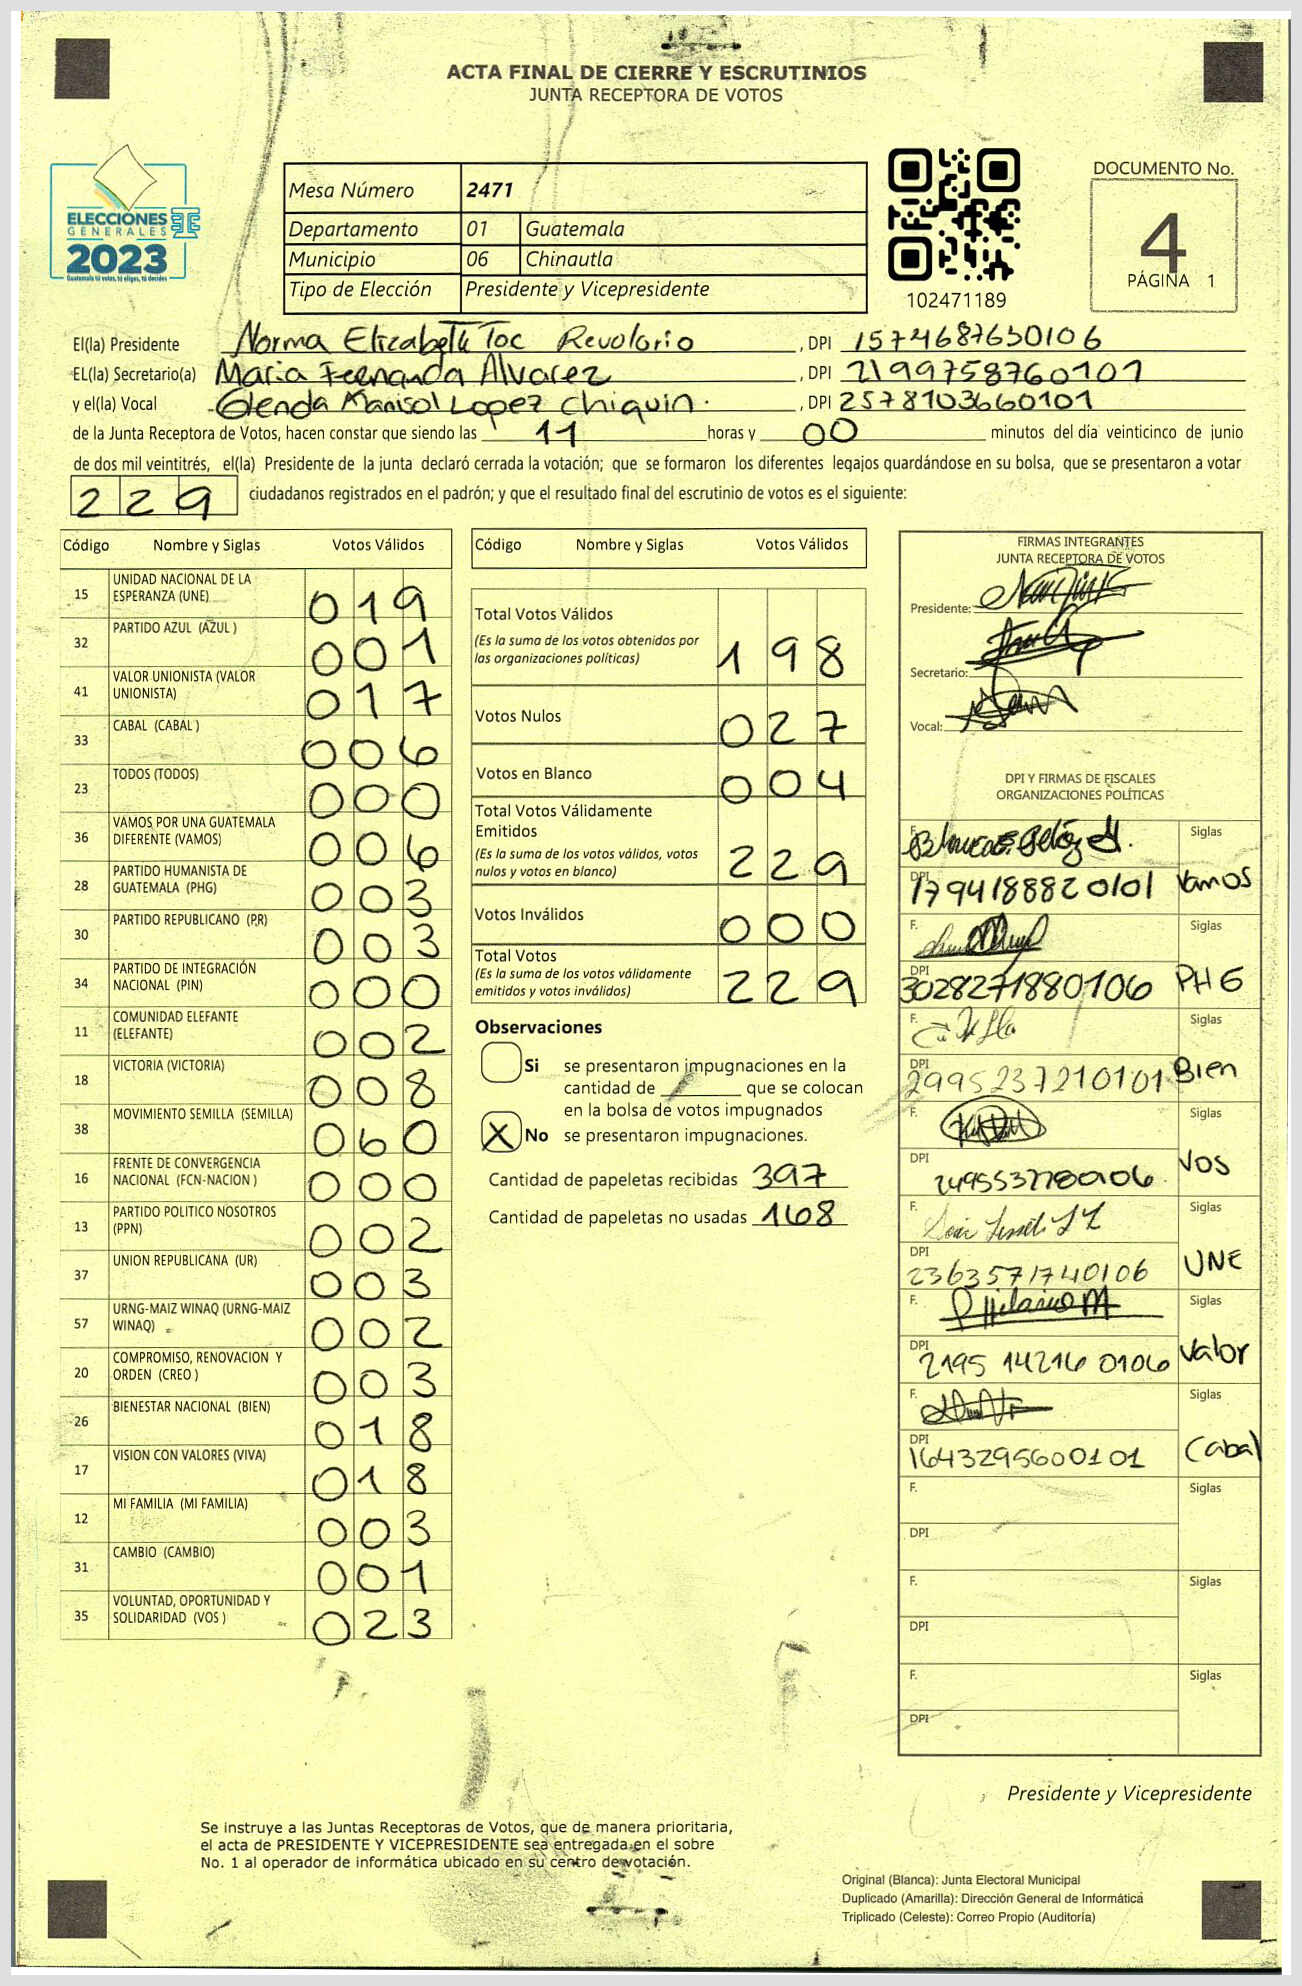 ACTA FINAL DE CIERRE Y ESCRUTINIOS
JUNTA RECEPTORA DE VOTOS
ELECCIONES
GENERALES
2023
Guatemala tú votas, tú eliges, tú decides
Mesa Número 2471
Departamento 01 Guatemala
Municipio 06 Chinautla
Tipo de Elección Presidente y Vicepresidente
102471189
DOCUMENTO No.
4
PÁGINA 1
El(la) Presidente Norma Elizabeth Toc Revolorio, DPI 1574687630106
EL(la) Secretario(a) Maria Fernanda Alvarez, DPI 2199758760101
y el(la) Vocal Glenda Marisol Lopez Chiquin., DPI 2578103660101
de la Junta Receptora de Votos, hacen constar que siendo las 11 horas y 00 minutos del día veinticinco de junio
de dos mil veintitrés, el(la) Presidente de la junta declaró cerrada la votación; que se formaron los diferentes legajos quardándose en su bolsa, que se presentaron a votar
229 ciudadanos registrados en el padrón; y que el resultado final del escrutinio de votos es el siguiente:
Código Nombre y Siglas Votos Válidos
15 UNIDAD NACIONAL DE LA ESPERANZA (UNE) 019
32 PARTIDO AZUL (AZUL ) 001
41 VALOR UNIONISTA (VALOR UNIONISTA) 017
33 CABAL (CABAL ) 006
23 TODOS (TODOS) 000
36 VAMOS POR UNA GUATEMALA DIFERENTE (VAMOS) 006
28 PARTIDO HUMANISTA DE GUATEMALA (PHG) 003
30 PARTIDO REPUBLICANO (PR) 003
34 PARTIDO DE INTEGRACIÓN NACIONAL (PIN) 000
11 COMUNIDAD ELEFANTE (ELEFANTE) 002
18 VICTORIA (VICTORIA) 008
38 MOVIMIENTO SEMILLA (SEMILLA) 060
16 FRENTE DE CONVERGENCIA NACIONAL (FCN-NACION ) 000
13 PARTIDO POLITICO NOSOTROS (PPN) 002
37 UNION REPUBLICANA (UR) 003
57 URNG-MAIZ WINAQ (URNG-MAIZ WINAQ) 002
20 COMPROMISO, RENOVACION Y ORDEN (CREO ) 003
26 BIENESTAR NACIONAL (BIEN) 018
17 VISION CON VALORES (VIVA) 018
12 MI FAMILIA (MI FAMILIA) 003
31 CAMBIO (CAMBIO) 001
35 VOLUNTAD, OPORTUNIDAD Y SOLIDARIDAD (VOS ) 023
Código Nombre y Siglas Votos Válidos
Total Votos Válidos 198
(Es la suma de los votos obtenidos por
las organizaciones políticas)
Votos Nulos 027
Votos en Blanco 004
Total Votos Válidamente
Emitidos
(Es la suma de los votos válidos, votos
nulos y votos en blanco) 229
Votos Inválidos 000
Total Votos
(Es la suma de los votos válidamente
emitidos y votos inválidos) 229
Observaciones
Si se presentaron impugnaciones en la
cantidad de que se colocan
en la bolsa de votos impugnados
X No se presentaron impugnaciones.
Cantidad de papeletas recibidas 397
Cantidad de papeletas no usadas 168
FIRMAS INTEGRANTES
JUNTA RECEPTORA DE VOTOS
Presidente:
Secretario:
Vocal:
DPI Y FIRMAS DE FISCALES
ORGANIZACIONES POLÍTICAS
F. Siglas
DPI 1794188820101 Vamos
F. Siglas
DPI 3028271880106 PHG
F. Siglas
DPI 2995237210101 Bien
F. Siglas
DPI 2495537780106 Vos
F. Siglas
DPI 2363571740106 UNE
F. P Hilario M Siglas
DPI 2195 14216 0106 Valor
F. Siglas
DPI 1643295600101 Cabal
F. Siglas
DPI
F. Siglas
DPI
F. Siglas
DPI
Presidente y Vicepresidente
Se instruye a las Juntas Receptoras de Votos, que de manera prioritaria,
el acta de PRESIDENTE Y VICEPRESIDENTE sea entregada en el sobre
No. 1 al operador de informática ubicado en su centro de votación.
Original (Blanca): Junta Electoral Municipal
Duplicado (Amarilla): Dirección General de Informática
Triplicado (Celeste): Correo Propio (Auditoría)